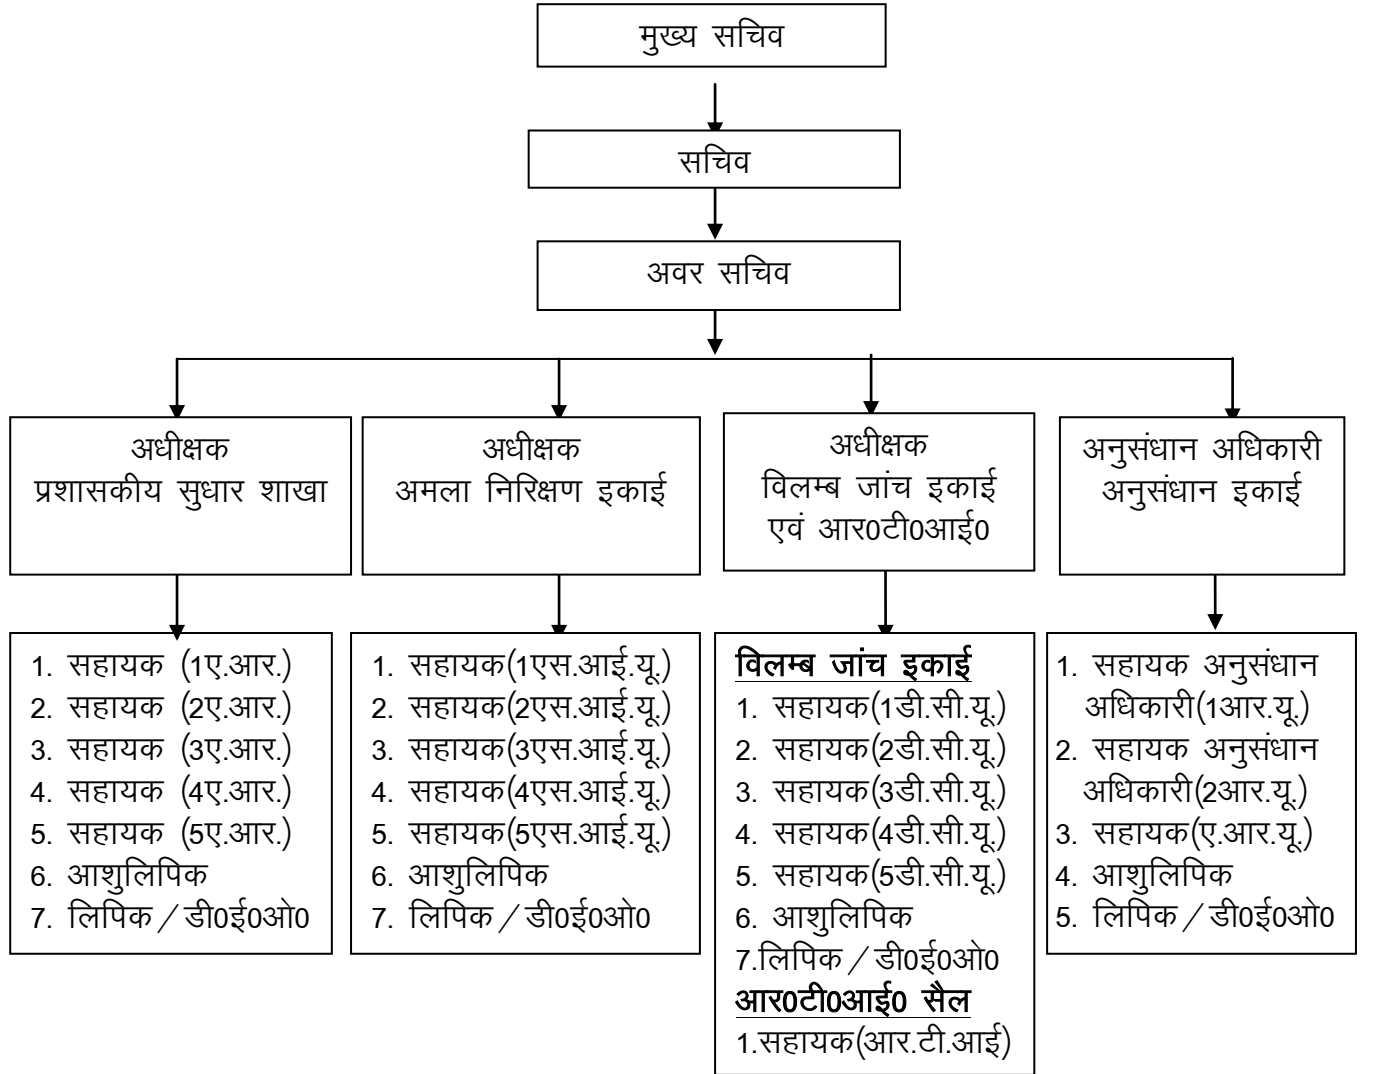 मुख्य सचिव
सचिव
अवर सचिव
अधीक्षक
प्रशासकीय सुधार शाखा
अधीक्षक
अमला निरिक्षण इकाई
अधीक्षक
विलम्ब जांच इकाई
एवं आर0टी0आई0
अनुसंधान अधिकारी
अनुसंधान इकाई
1. सहायक (1ए.आर.)
2. सहायक (2ए.आर.)
3. सहायक (3ए.आर.)
4. सहायक (4ए.आर.)
5. सहायक (5ए.आर.)
6. आशुलिपिक
7. लिपिक/डी0ई0ओ0
1. सहायक(1एस.आई.यू.)
2. सहायक(2एस.आई.यू.)
3. सहायक(3एस.आई.यू.)
4. सहायक(4एस.आई.यू.)
5. सहायक(5एस.आई.यू.)
6. आशुलिपिक
7. लिपिक/डी0ई0ओ0
विलम्ब जांच इकाई
1. सहायक(1डी.सी.यू.)
2. सहायक(2डी.सी.यू.)
3. सहायक(3डी.सी.यू.)
4. सहायक(4डी.सी.यू.)
5. सहायक(5डी.सी.यू.)
6. आशुलिपिक
7.लिपिक/डी0ई0ओ0
आर0टी0आई0 सैल
1.सहायक(आर.टी.आई)
1. सहायक अनुसंधान
अधिकारी(1आर.यू.)
2. सहायक अनुसंधान
अधिकारी(2आर.यू.)
3. सहायक(ए.आर.यू.)
4. आशुलिपिक
5. लिपिक/डी0ई0ओ0